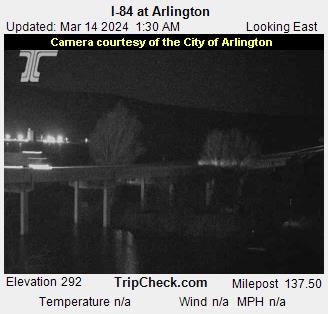 I-84 at Arlington
Updated: Mar 14 2024 1:30 AM Looking East
Camera courtesy of the City of Arlington
Elevation 292 TripCheck.com Milepost 137.50
Temperature n/a Wind n/a MPH n/a